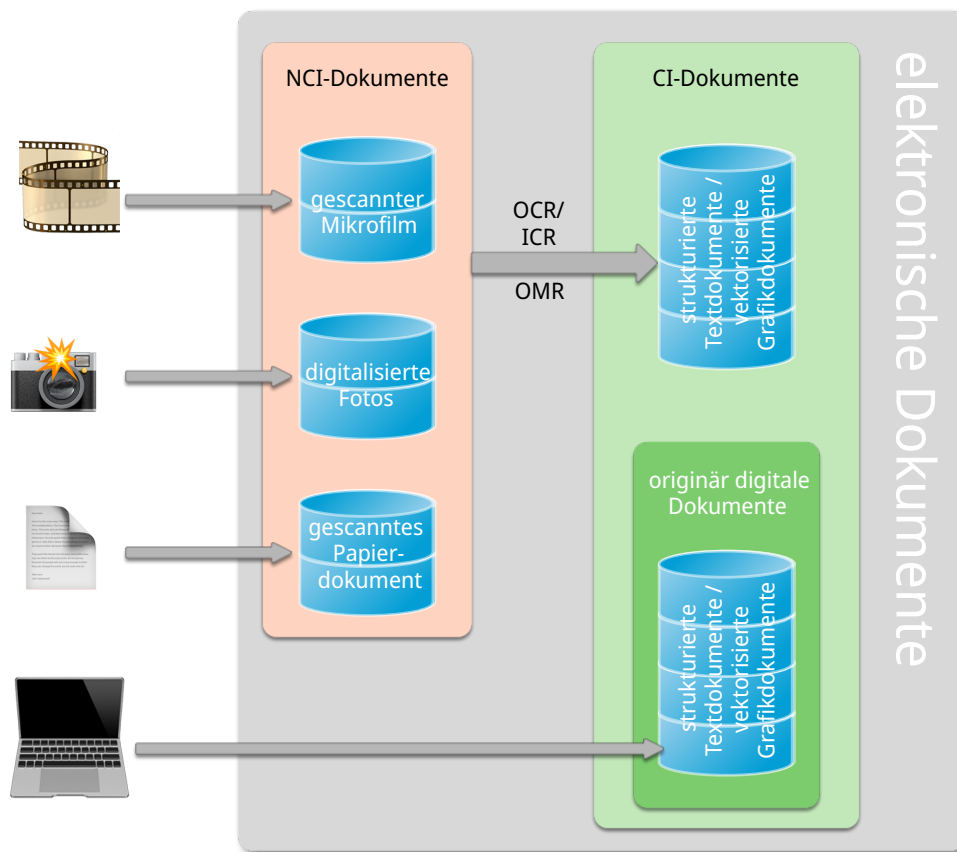 NCI-Dokumente
gescannter
Mikrofilm
digitalisierte
Fotos
gescanntes
Papier-
dokument
OCR/
ICR
OMR
CI-Dokumente
strukturierte
Textdokumente /
vektorisierte
Grafikdokumente
originär digitale
Dokumente
strukturierte
Textdokumente /
vektorisierte
Grafikdokumente
elektronische Dokumente